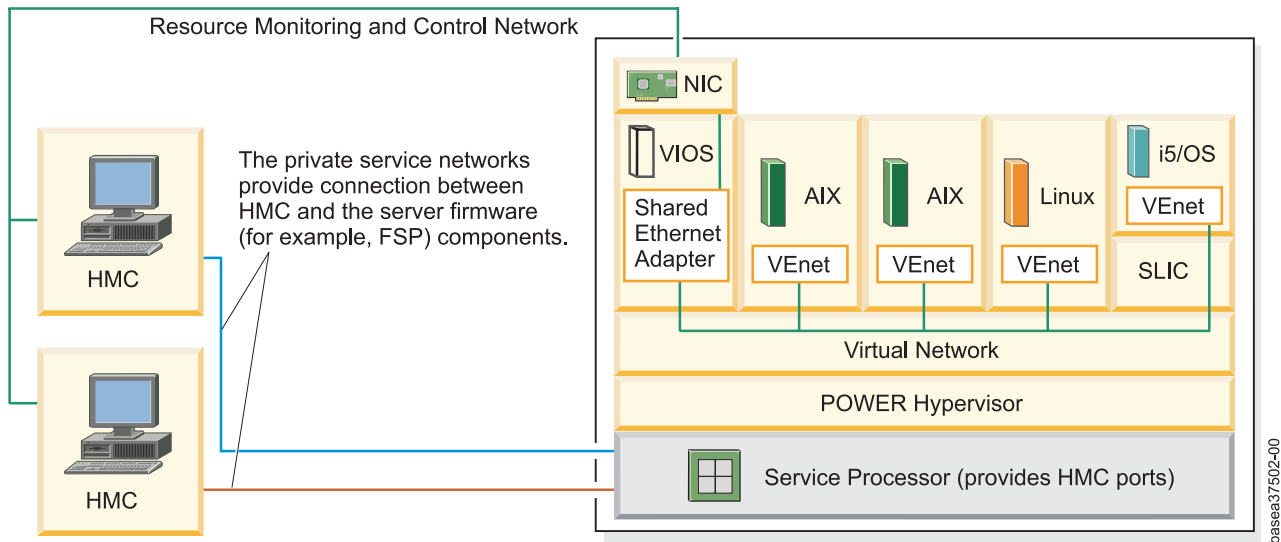 Resource Monitoring and Control Network
NIC
HMC
The private service networks
provide connection between
HMC and the server firmware
(for example, FSP) components.
VIOS
Shared
Ethernet
Adapter
AIX
VEnet
AIX
VEnet
Linux
VEnet
i5/OS
VEnet
SLIC
Virtual Network
POWER Hypervisor
HMC
Service Processor (provides HMC ports)
basea37502-00